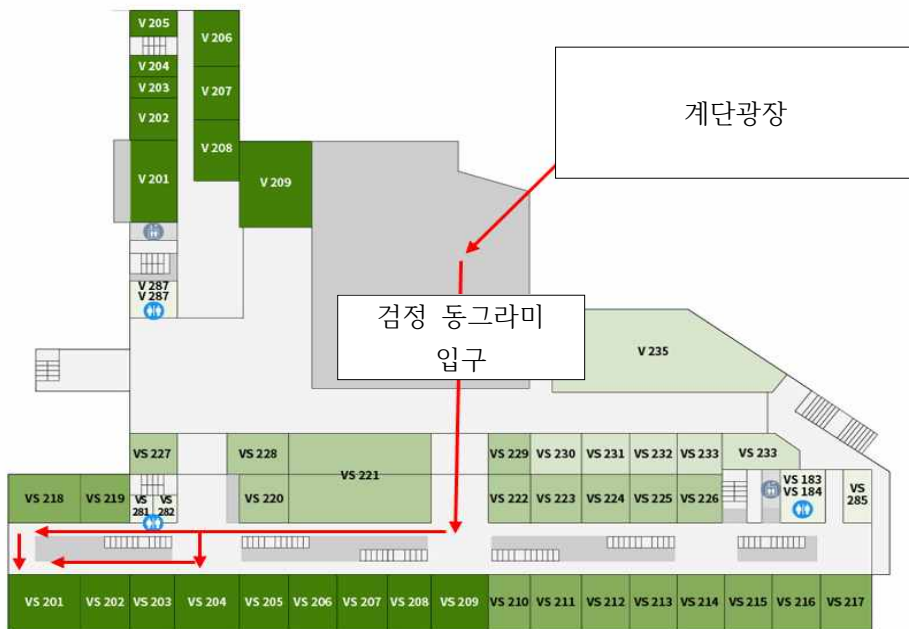 V 205
V 204
V 203
V 202
V 201
V 206
V 207
V 208
V 209
계단광장
V 287
V 287
검정 동그라미
입구
V 235
VS 227
VS 228
VS 221
VS 229
VS 230
VS 231
VS 232
VS 233
VS 233
VS 218
VS 219
VS
281
VS
282
VS 220
VS 222
VS 223
VS 224
VS 225
VS 226
VS 183
VS 184
VS
285
VS 201
VS 202
VS 203
VS 204
VS 205
VS 206
VS 207
VS 208
VS 209
VS 210
VS 211
VS 212
VS 213
VS 214
VS 215
VS 216
VS 217